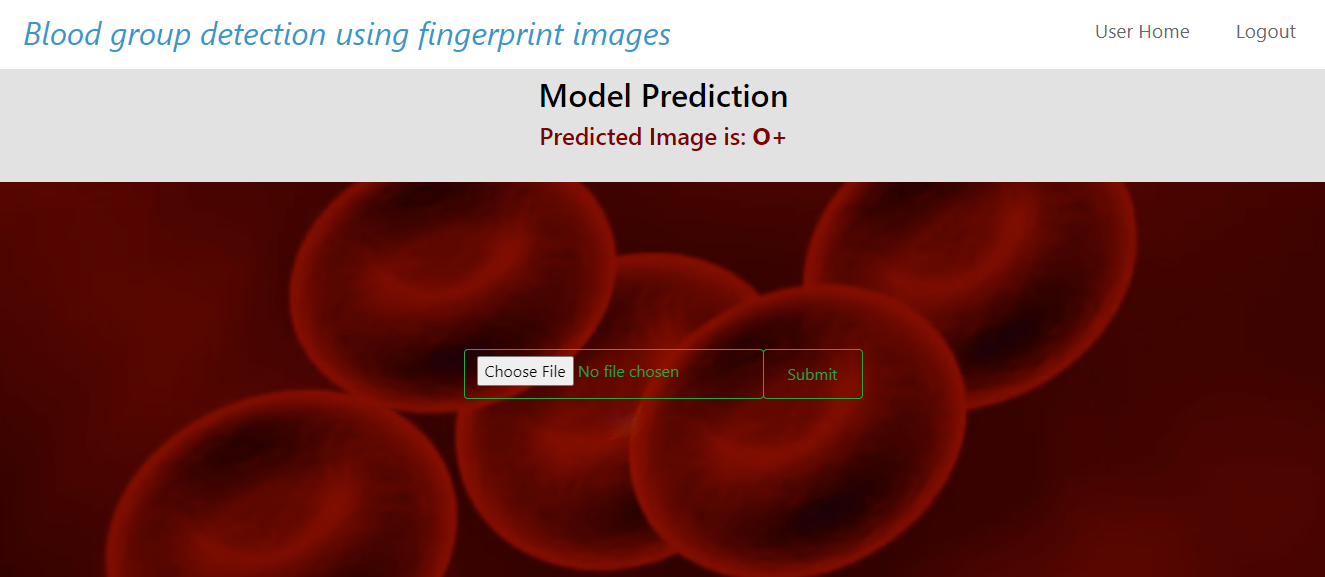 Blood group detection using fingerprint images
User Home
Logout
Model Prediction
Predicted Image is: O+
Choose File No file chosen
Submit